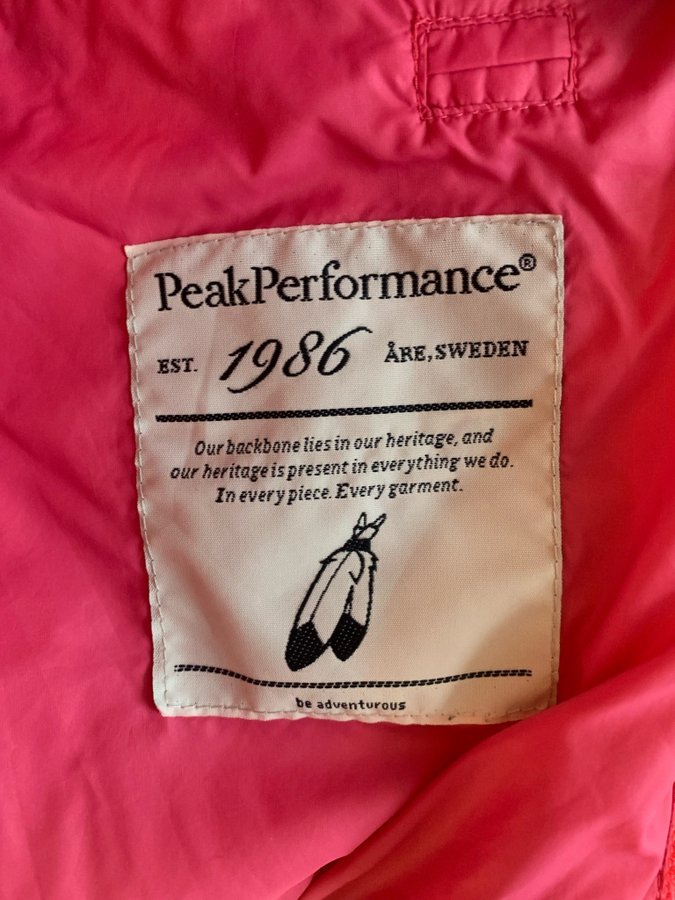 PeakPerformance®
EST. 1986 ÅRE, SWEDEN
Our backbone lies in our heritage, and
our heritage is present in everything we do.
In every piece. Every garment.
be adventurous